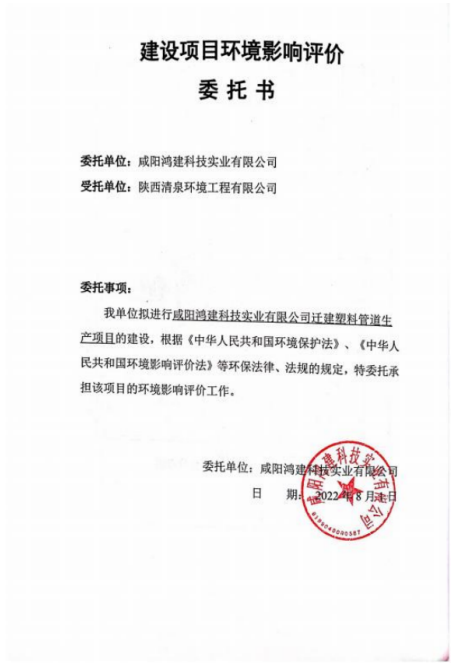 建设项目环境影响评价
委托书
委托单位：咸阳鸿建科技实业有限公司
受托单位：陕西清泉环境工程有限公司
委托事项：
我单位拟进行咸阳鸿建科技实业有限公司迁建塑料管道生
产项目的建设，根据《中华人民共和国环境保护法》、《中华人
民共和国环境影响评价法》等环保法律、法规的规定，特委托承
担该项目的环境影响评价工作。
委托单位：咸阳鸿建科技实业有限公司
日 期：2022年8月 日
咸阳鸿建科技实业有限公司